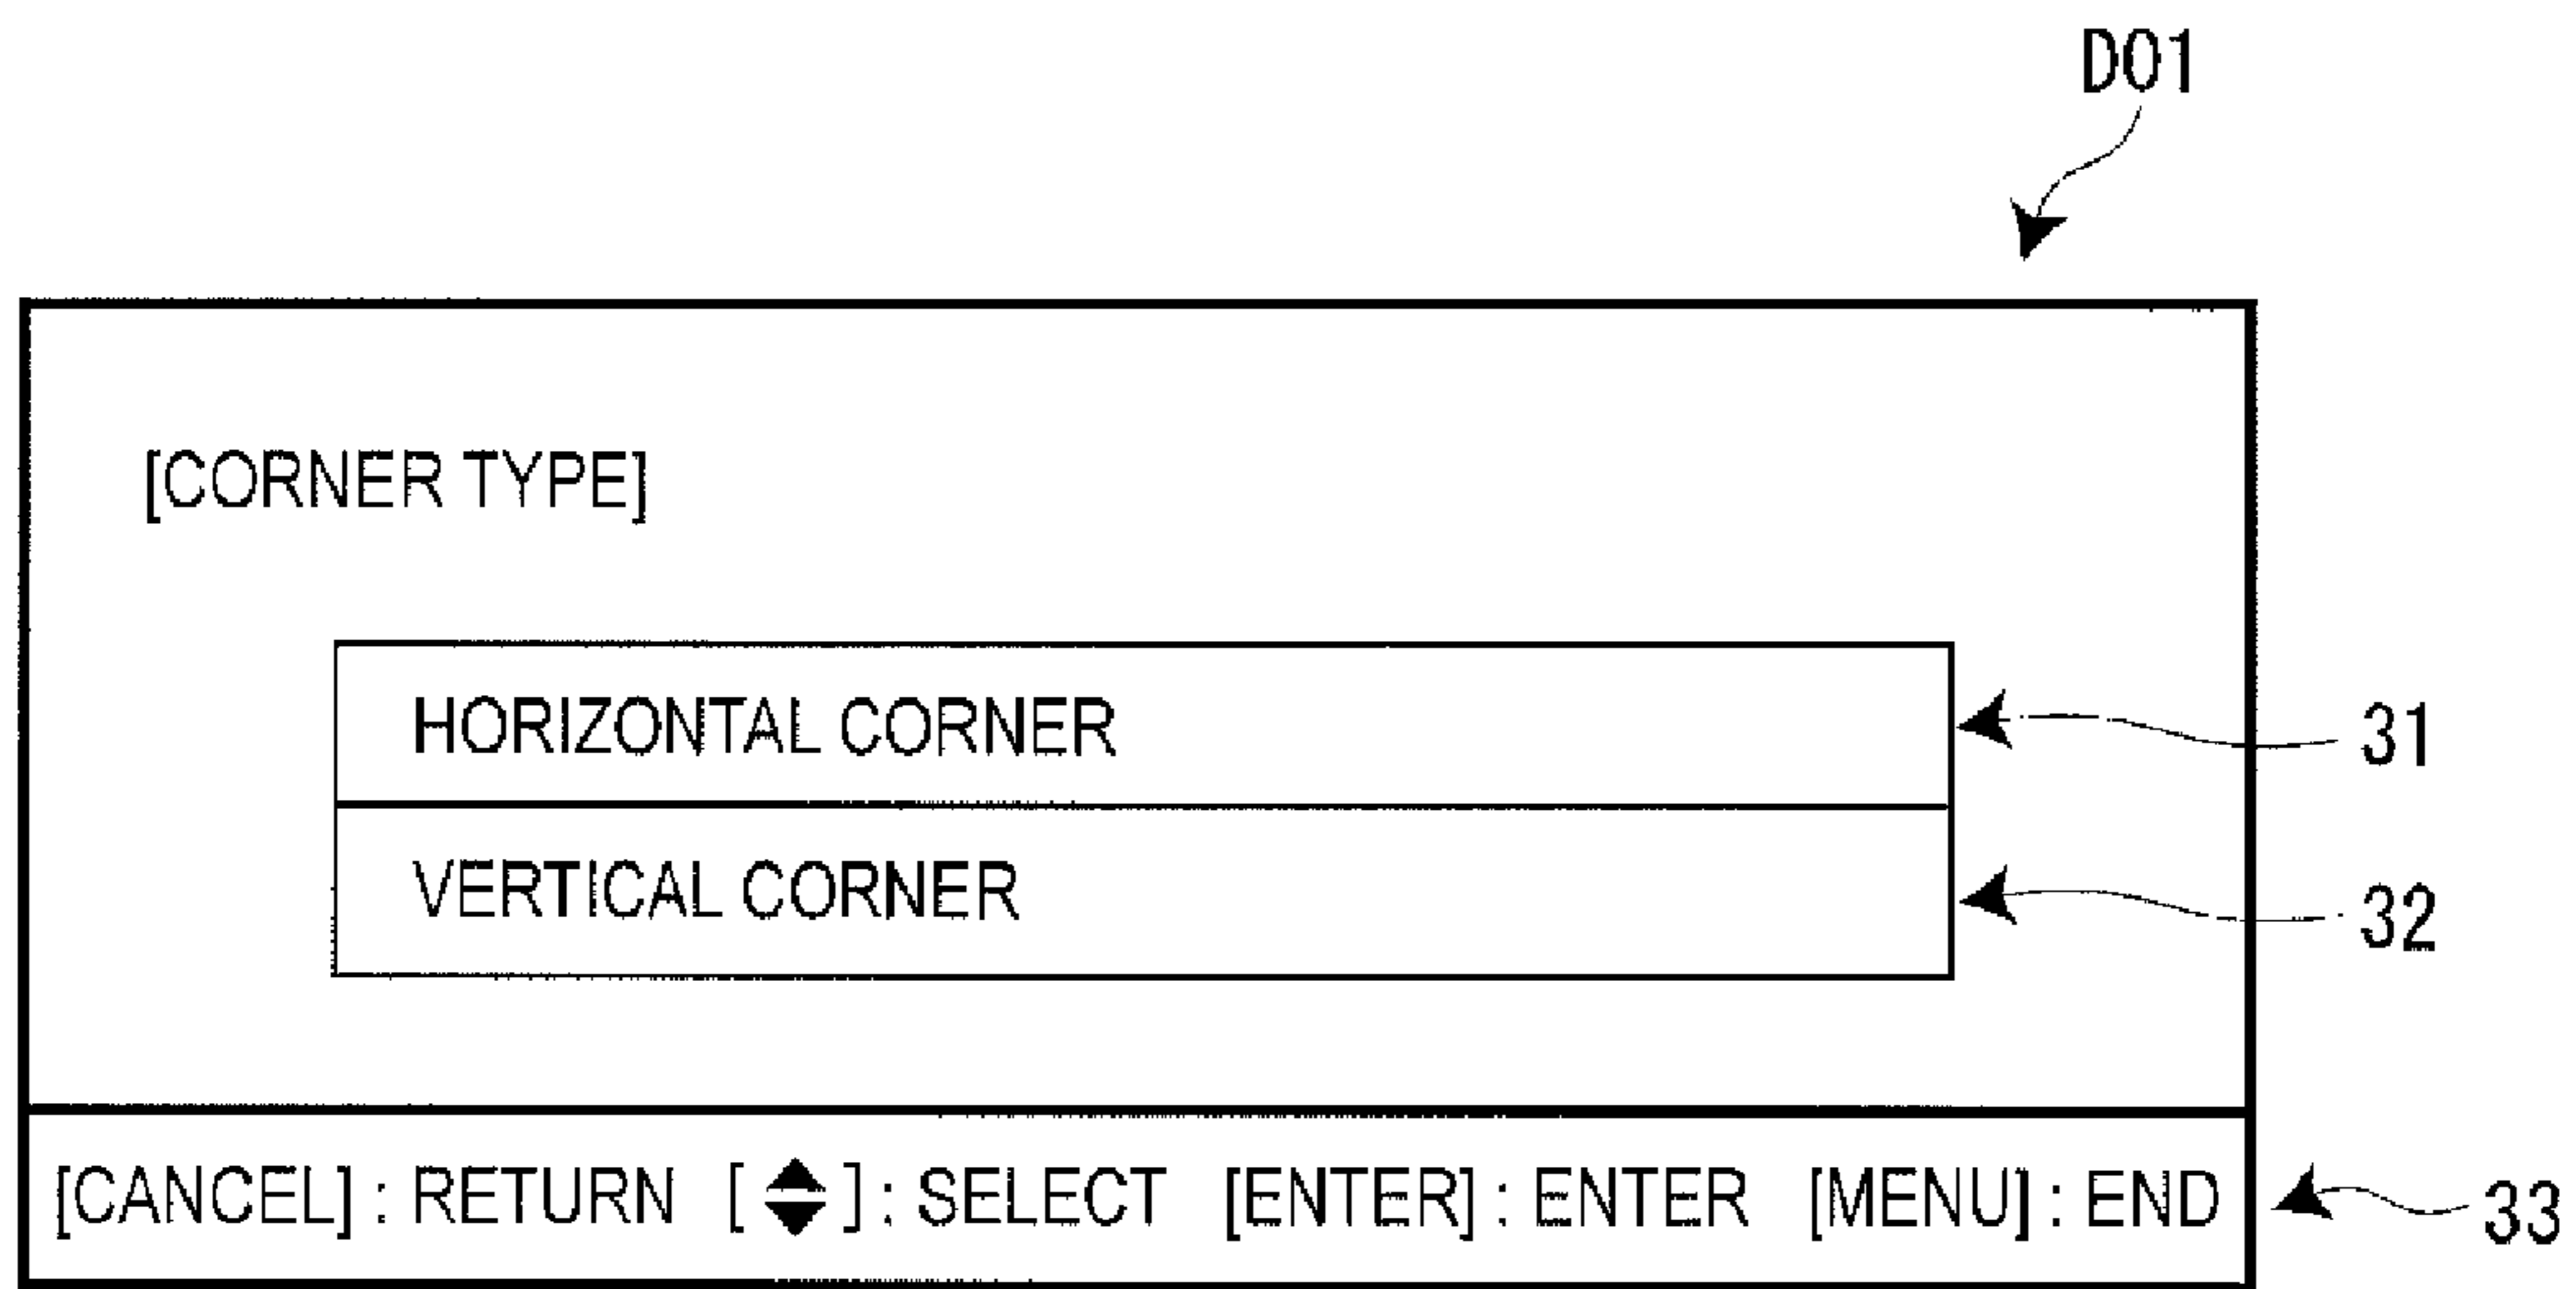 D01
[CORNER TYPE]
HORIZONTAL CORNER
31
VERTICAL CORNER
32
[CANCEL] : RETURN [ ] : SELECT [ENTER] : ENTER [MENU] : END
33